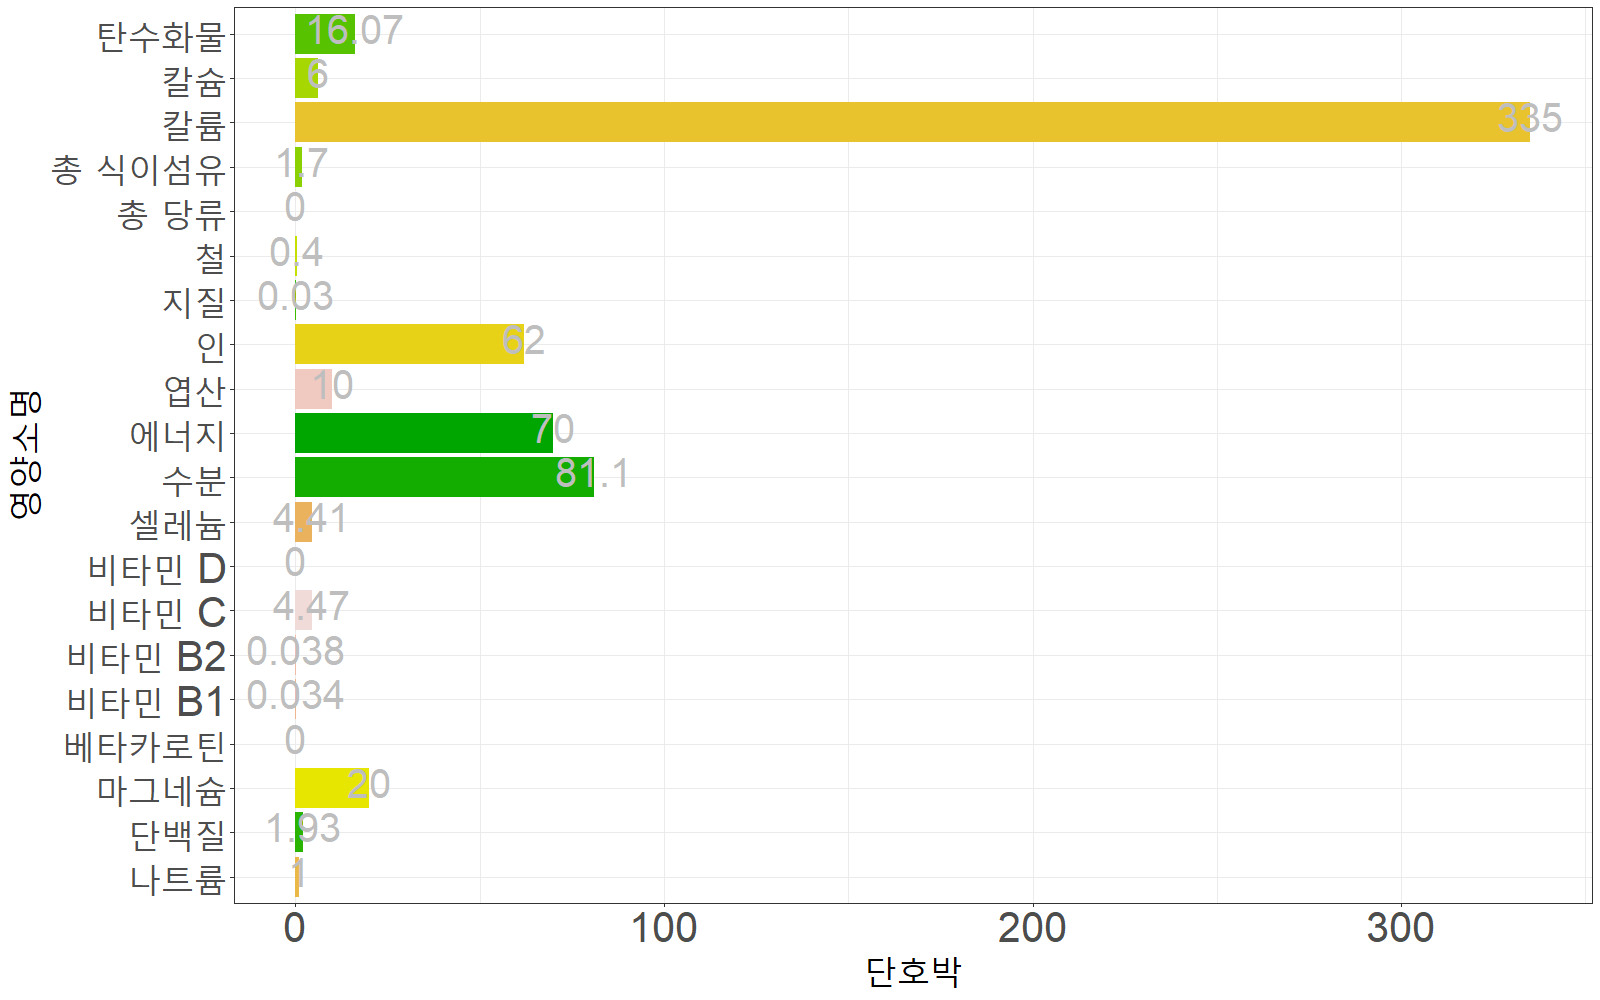 탄수화물 16.07
칼슘 6
칼륨 335
총 식이섬유 1.7
총 당류 0
철 0.4
지질 0.03
인 62
엽산 10
에너지 70
수분 81.1
셀레늄 4.41
비타민 D 0
비타민 C 4.47
비타민 B2 0.038
비타민 B1 0.034
베타카로틴 0
마그네슘 20
단백질 1.93
나트륨 1
영양소명
0 100 200 300
단호박